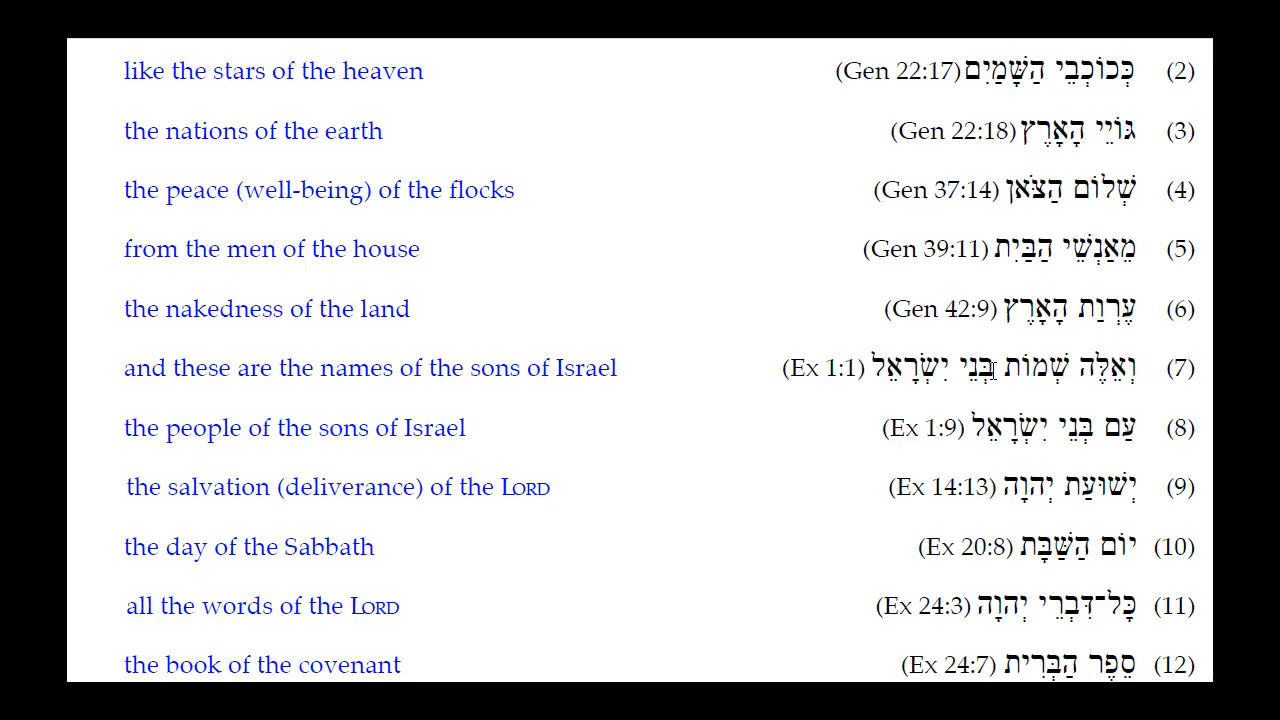 like the stars of the heaven (Gen 22:17) כְּכוֹכְבֵי הַשָּׁמַיִם (2)
the nations of the earth (Gen 22:18) גּוֹיֵי הָאָרֶץ (3)
the peace (well-being) of the flocks (Gen 37:14) שְׁלוֹם הַצֹּאן (4)
from the men of the house (Gen 39:11) מֵאַנְשֵׁי הַבַּיִת (5)
the nakedness of the land (Gen 42:9) עֶרְוַת הָאָרֶץ (6)
and these are the names of the sons of Israel (Ex 1:1) וְאֵלֶּה שְׁמוֹת בְּנֵי יִשְׂרָאֵל (7)
the people of the sons of Israel (Ex 1:9) עַם בְּנֵי יִשְׂרָאֵל (8)
the salvation (deliverance) of the LORD (Ex 14:13) יְשׁוּעַת יְהוָה (9)
the day of the Sabbath (Ex 20:8) יוֹם הַשַּׁבָּת (10)
all the words of the LORD (Ex 24:3) כָּל־דִּבְרֵי יְהוָה (11)
the book of the covenant (Ex 24:7) סֵפֶר הַבְּרִית (12)